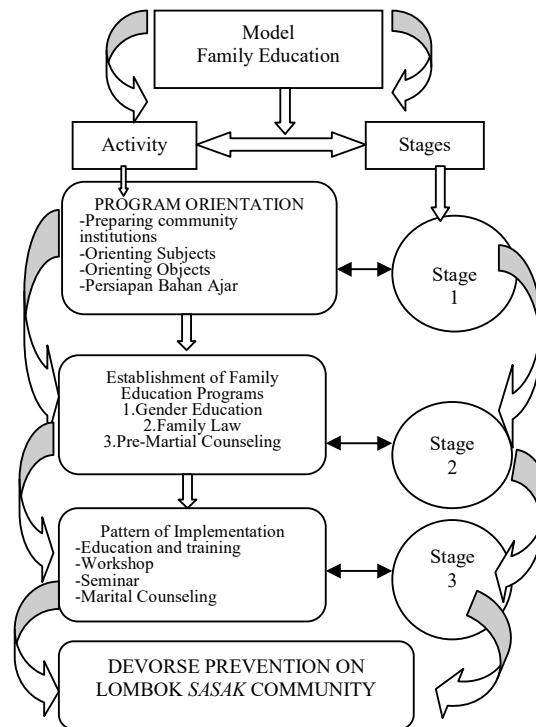 Model
Family Education
Activity
Stages
PROGRAM ORIENTATION
-Preparing community
institutions
-Orienting Subjects
-Orienting Objects
-Persiapan Bahan Ajar
Stage
1
Establishment of Family
Education Programs
1.Gender Education
2.Family Law
3.Pre-Martial Counseling
Stage
2
Pattern of Implementation
-Education and training
-Workshop
-Seminar
-Marital Counseling
Stage
3
DEVORSE PREVENTION ON
LOMBOK SASAK COMMUNITY